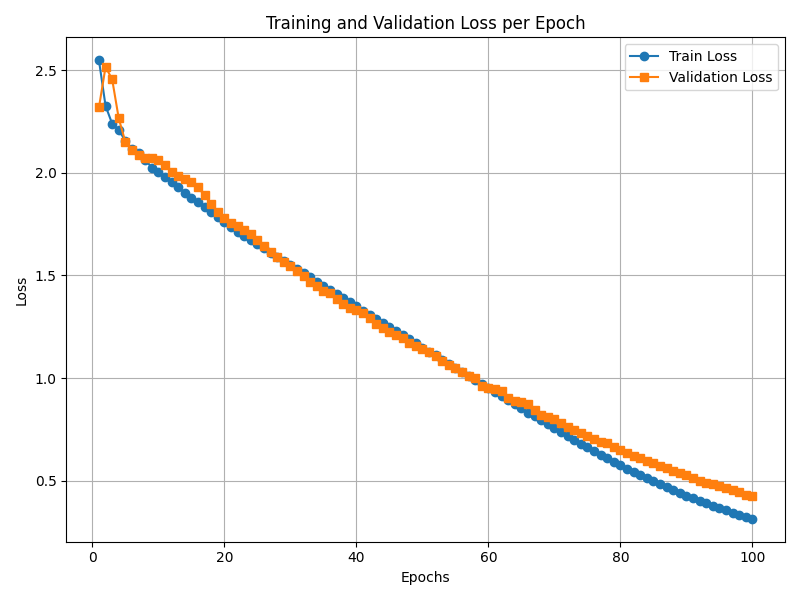 Training and Validation Loss per Epoch
Train Loss
Validation Loss
2.5
2.0
1.5
1.0
0.5
Loss
0 20 40 60 80 100
Epochs